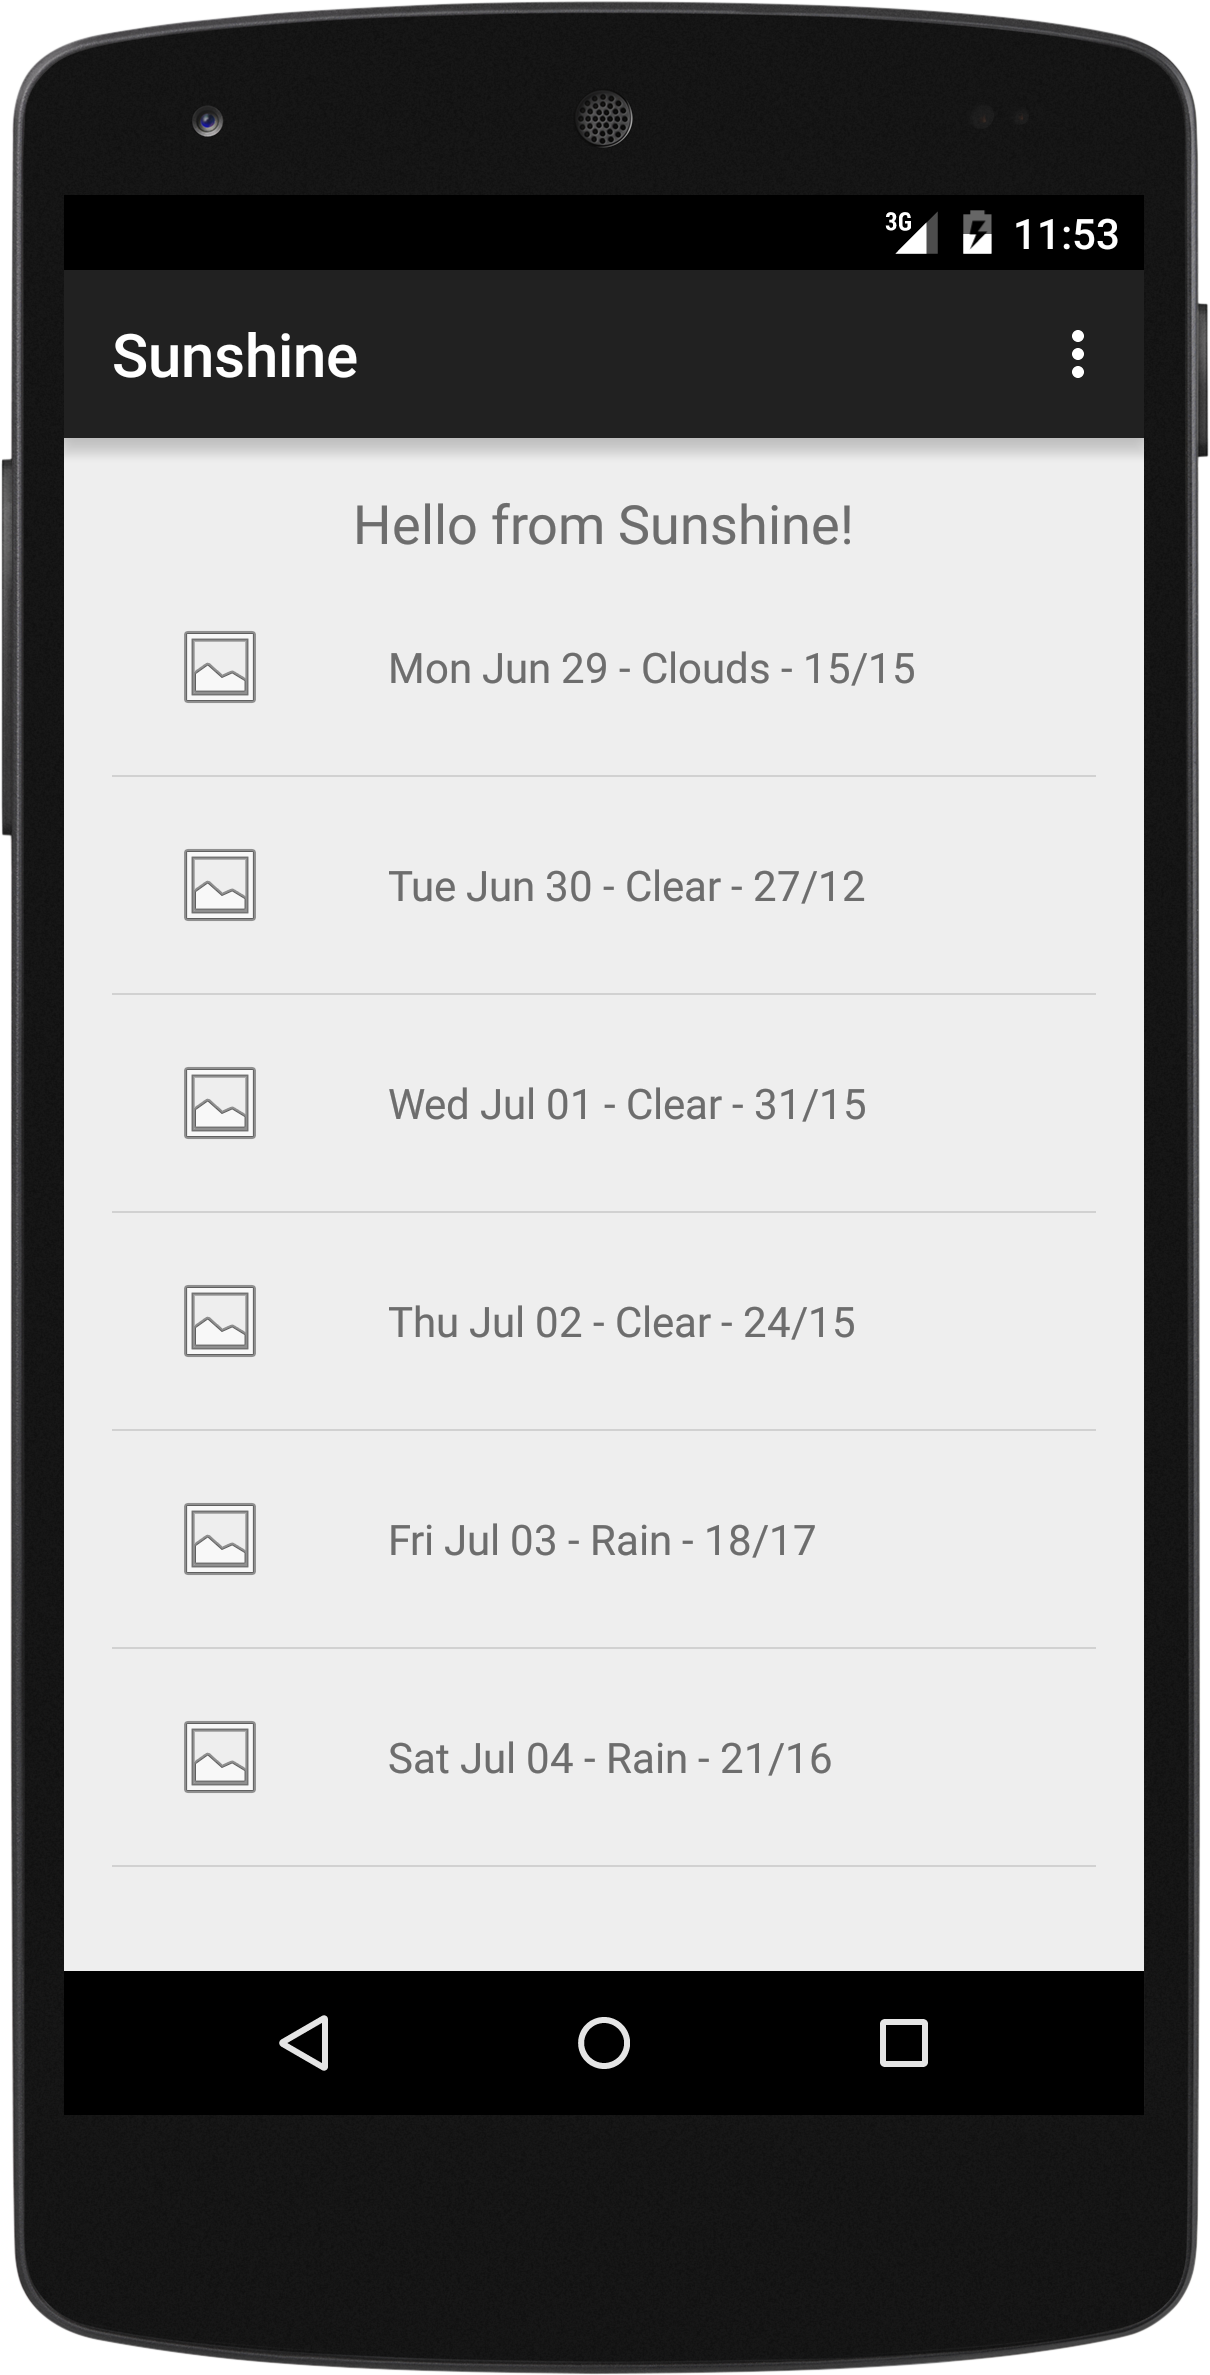 3G 11:53
Sunshine
Hello from Sunshine!
Mon Jun 29 - Clouds - 15/15
Tue Jun 30 - Clear - 27/12
Wed Jul 01 - Clear - 31/15
Thu Jul 02 - Clear - 24/15
Fri Jul 03 - Rain - 18/17
Sat Jul 04 - Rain - 21/16